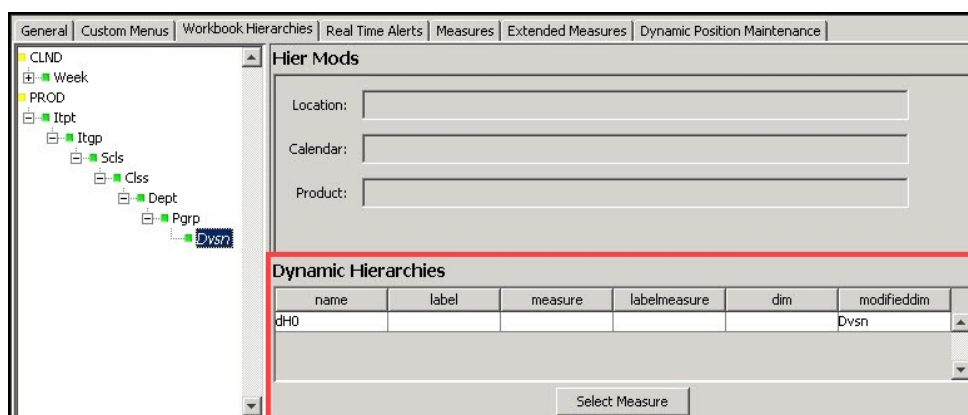 General Custom Menus Workbook Hierarchies Real Time Alerts Measures Extended Measures Dynamic Position Maintenance
CLND
Week
PROD
Itpt
Itgp
Scls
Clss
Dept
Pgrp
Dvsn
Hier Mods
Location:
Calendar:
Product:
Dynamic Hierarchies
name label measure labelmeasure dim modifieddim
dH0 Dvsn
Select Measure